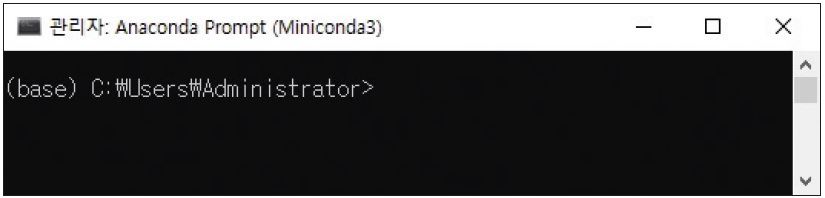 관리자: Anaconda Prompt (Miniconda3)
(base) C:₩Users₩Administrator>